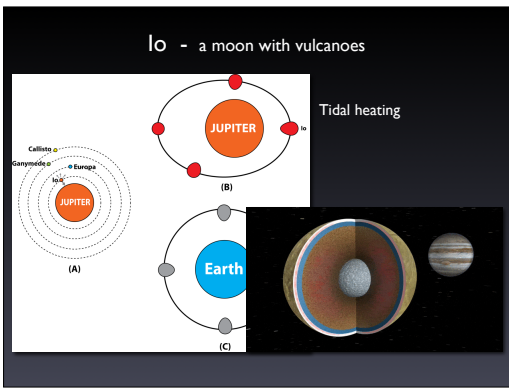 Io - a moon with vulcanoes
Tidal heating
Callisto
Ganymede
Europa
Io
JUPITER
(A)
JUPITER
Io
(B)
Earth
(C)